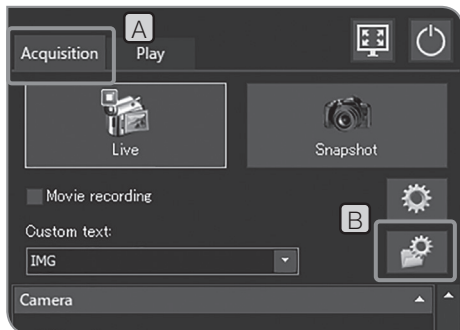 A
Acquisition Play
Live Snapshot
Movie recording
B
Custom text:
IMG
Camera